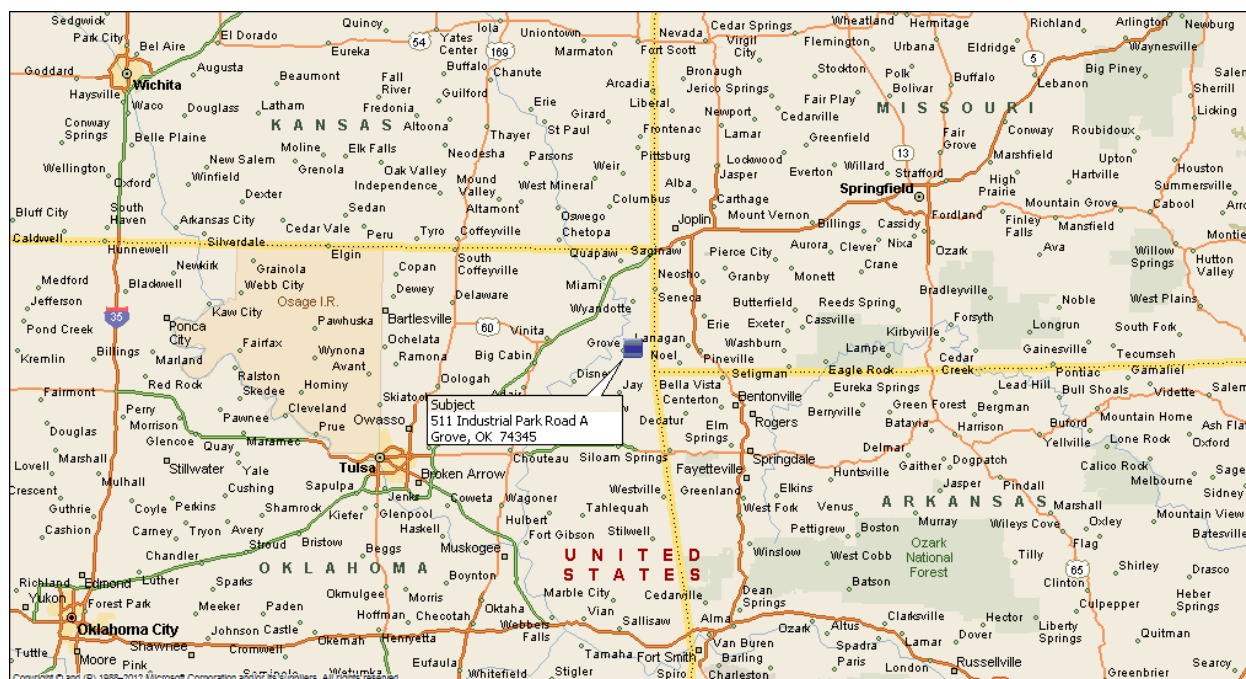 Sedgwick
Park City
Bel Aire
El Dorado
Quincy
Yates
Center
Iola
Uniontown
Nevada
Cedar Springs
Wheatland
Hermitage
Richland
Arlington
Newburg
Eureka
54
169
Marmaton
Fort Scott
Virgil
City
Flemington
Urbana
Eldridge
Waynesville
Goddard
Augusta
Beaumont
Fall
River
Buffalo
Chanute
Bronaugh
Stockton
Polk
Buffalo
5
Lebanon
Big Piney
Wichita
Haysville
Waco
Douglass
Latham
Fredonia
Guilford
Erie
Arcadia
Liberal
Jerico Springs
Fair Play
Bolivar
Sherrill
Licking
Conway
Springs
Belle Plaine
KANSAS
Altoona
Girard
St Paul
Newport
Cedarville
MISSOURI
Thayer
Frontenac
Lamar
Greenfield
Fair
Grove
Conway
Roubidoux
Wellington
New Salem
Moline
Elk Falls
Neodesha
Parsons
Weir
Pittsburg
Lockwood
13
Marshfield
Upton
Oxford
Winfield
Grenola
Oak Valley
Independence
Mound
Valley
West Mineral
Alba
Jasper
Everton
Willard
Strafford
High
Prairie
Hartville
Houston
Summersville
Dexter
Columbus
Carthage
Springfield
Bluff City
South
Haven
Arkansas City
Sedan
Altamont
Oswego
Mount Vernon
Billings
Cassidy
Fordland
Mountain Grove
Cabool
Cedar Vale
Peru
Tyro
Coffeyville
Chetopa
Joplin
Finley
Falls
Mansfield
Caldwell
Hunnewell
Silverdale
Elgin
South
Coffeyville
Quapaw
Saginaw
Pierce City
Aurora
Clever
Nixa
Ozark
Ava
Willow
Springs
Medford
Newkirk
Grainola
Copan
Neosho
Granby
Monett
Crane
Hutton
Valley
Jefferson
Blackwell
Webb City
Dewey
Miami
Osage I.R.
Delaware
Seneca
Butterfield
Reeds Spring
Bradleyville
Noble
West Plains
35
Kaw City
Bartlesville
Wyandotte
Pond Creek
Ponca
City
Pawhuska
60
Vinita
Erie
Exeter
Cassville
Kirbyville
Forsyth
Longrun
South Fork
Kremlin
Billings
Marland
Fairfax
Wynona
Avant
Ochelata
Ramona
Big Cabin
Grove
Lanagan
Noel
Washburn
Pineville
Lampe
Cedar
Creek
Gainesville
Tecumseh
Gamaliel
Fairmont
Red Rock
Ralston
Skedee
Hominy
Oologah
Disney
Jay
Seligman
Eagle Rock
Lead Hill
Pontiac
Bella Vista
Centerton
Bentonville
Eureka Springs
Bull Shoals
Vidette
Salem
Perry
Morrison
Pawnee
Cleveland
Prue
Skiatook
Subject
511 Industrial Park Road A
Grove, OK 74345
Rogers
Berryville
Green Forest
Bergman
Mountain Home
Douglas
Glencoe
Quay
Maramec
Owasso
Decatur
Elm
Springs
Batavia
Harrison
Buford
Yellville
Lone Rock
Ash Flat
Oxford
Marshall
Lovell
Stillwater
Yale
Tulsa
Chouteau
Siloam Springs
Fayetteville
Springdale
Delmar
Huntsville
Gaither
Dogpatch
Calico Rock
Mulhall
Cushing
Sapulpa
Broken Arrow
Westville
Greenland
Elkins
Jasper
Pindall
Melbourne
Sage
Crescent
Guthrie
Coyle
Perkins
Shamrock
Kiefer
Jenks
Coweta
Wagoner
Tahlequah
West Fork
Venus
ARKANSAS
Marshall
Sidney
Cashion
Carney
Tryon
Avery
Glenpool
Haskell
Hulbert
Fort Gibson
Stilwell
Pettigrew
Boston
Murray
Wileys Cove
Oxley
Mountain View
Batesville
Chandler
Stroud
Bristow
Beggs
Muskogee
UNITED
STATES
Winslow
West Cobb
Ozark
National
Forest
Tilly
Flag
65
Richland
Edmond
Luther
Sparks
OKLAHOMA
Boynton
Batson
Clinton
Shirley
Drasco
Yukon
Forest Park
Meeker
Paden
Okmulgee
Morris
Marble City
Cedarville
Dean
Springs
Culpepper
Heber
Springs
Oklahoma City
Johnson
Castle
Hoffman
Checotah
Oktaha
Vian
Webbers
Falls
Sallisaw
Alma
Ozark
Altus
Clarksville
Hector
Liberty
Springs
Quitman
Tuttle
Moore
Shawnee
Pink
Cromwell
Okemah
Henryetta
Eufaula
Tamaha
Fort Smith
Van Buren
Barling
Spadra
Paris
Lamar
London
Dover
Russellville
Wetumka
Whitefield
Stigler
Spiro
Greenbrier
Searcy
Copyright © and (P) 1988–2012 Microsoft Corporation and/or its suppliers. All rights reserved.